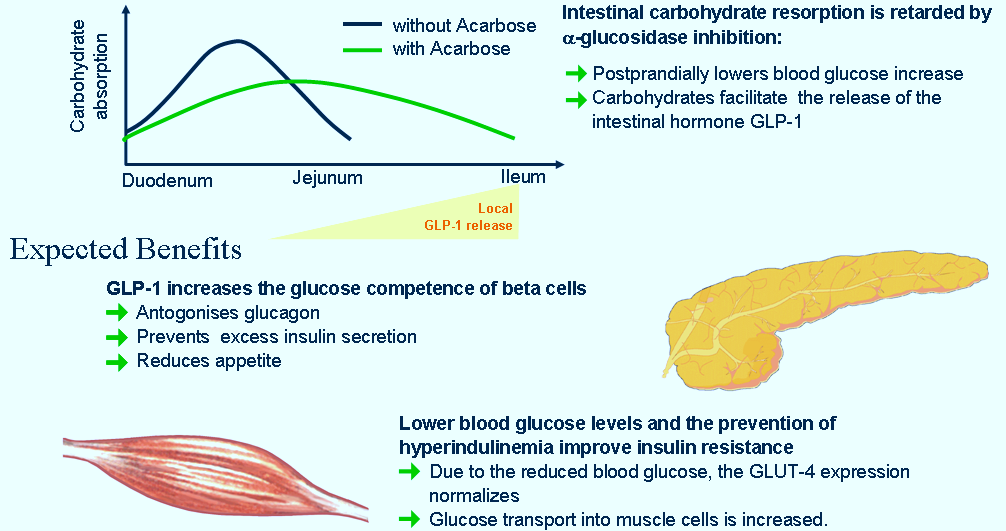 without Acarbose
with Acarbose
Carbohydrate
absorption
Duodenum
Jejunum
Ileum
Local
GLP-1 release
Intestinal carbohydrate resorption is retarded by
α-glucosidase inhibition:
Postprandially lowers blood glucose increase
Carbohydrates facilitate the release of the
intestinal hormone GLP-1
Expected Benefits
GLP-1 increases the glucose competence of beta cells
Antogonises glucagon
Prevents excess insulin secretion
Reduces appetite
Lower blood glucose levels and the prevention of
hyperindulinemia improve insulin resistance
Due to the reduced blood glucose, the GLUT-4 expression
normalizes
Glucose transport into muscle cells is increased.